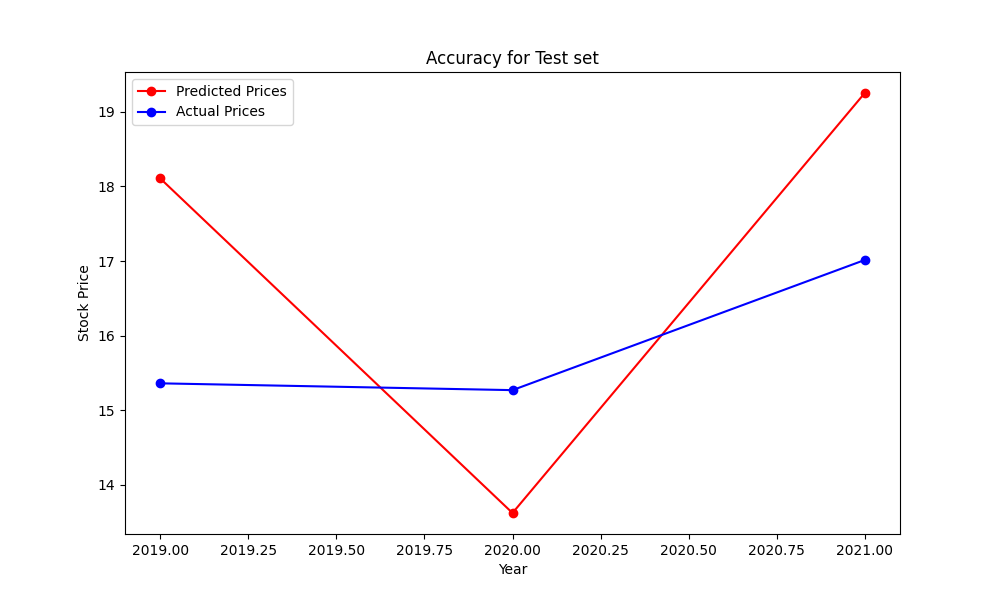 Accuracy for Test set
Predicted Prices
Actual Prices
Stock Price
19
18
17
16
15
14
2019.00 2019.25 2019.50 2019.75 2020.00 2020.25 2020.50 2020.75 2021.00
Year